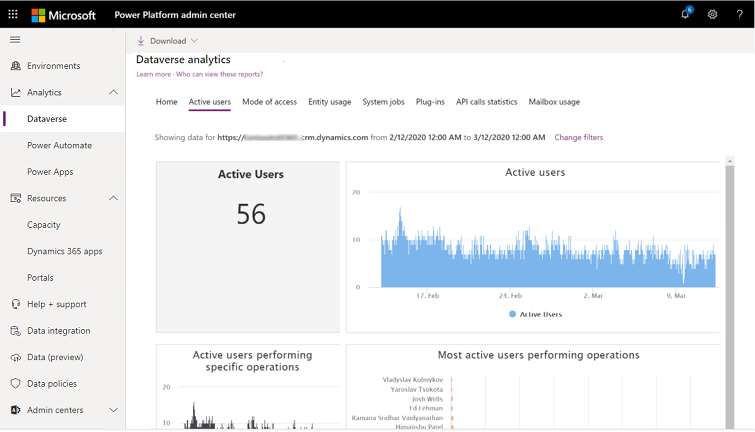 Microsoft
Power Platform admin center
6
?
Download
Dataverse analytics
Learn more - Who can view these reports?
Environments
Analytics
Dataverse
Power Automate
Power Apps
Resources
Capacity
Dynamics 365 apps
Portals
Help + support
Data integration
Data (preview)
Data policies
Admin centers
Home
Active users
Mode of access
Entity usage
System jobs
Plug-ins
API calls statistics
Mailbox usage
Showing data for https:// .crm.dynamics.com from 2/12/2020 12:00 AM to 3/12/2020 12:00 AM
Change filters
Active Users
56
Active users
20
10
0
17. Feb
24. Feb
2. Mar
9. Mar
Active Users
Active users performing
specific operations
20
10
Most active users performing operations
Vladyslav Kolmykov
Yaroslav Tsokota
Josh Wells
Ed Lehman
Ramana Sridhar Vaidyanathan
Himanshu Patel